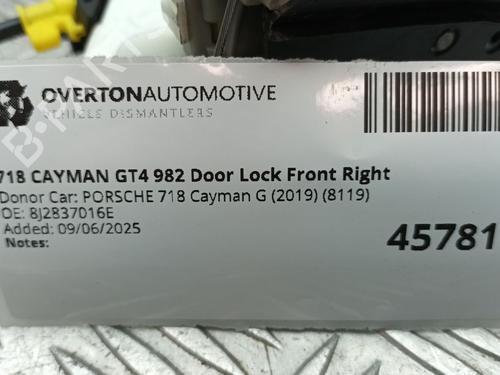 OVERTONAUTOMOTIVE
VEHICLE DISMANTLERS
718 CAYMAN GT4 982 Door Lock Front Right
Donor Car: PORSCHE 718 Cayman G (2019) (8119)
OE: 8J2837016E
Added: 09/06/2025
Notes:
45781